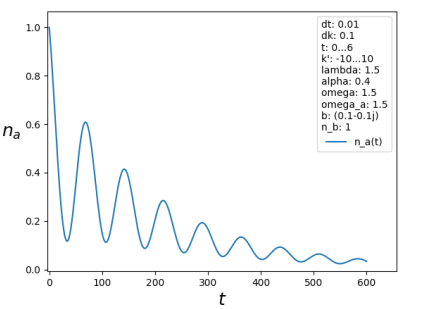 1.0
0.8
0.6
0.4
0.2
0.0
n_a
dt: 0.01
dk: 0.1
t: 0...6
k': -10...10
lambda: 1.5
alpha: 0.4
omega: 1.5
omega_a: 1.5
b: (0.1-0.1j)
n_b: 1
n_a(t)
0 100 200 300 400 500 600
t